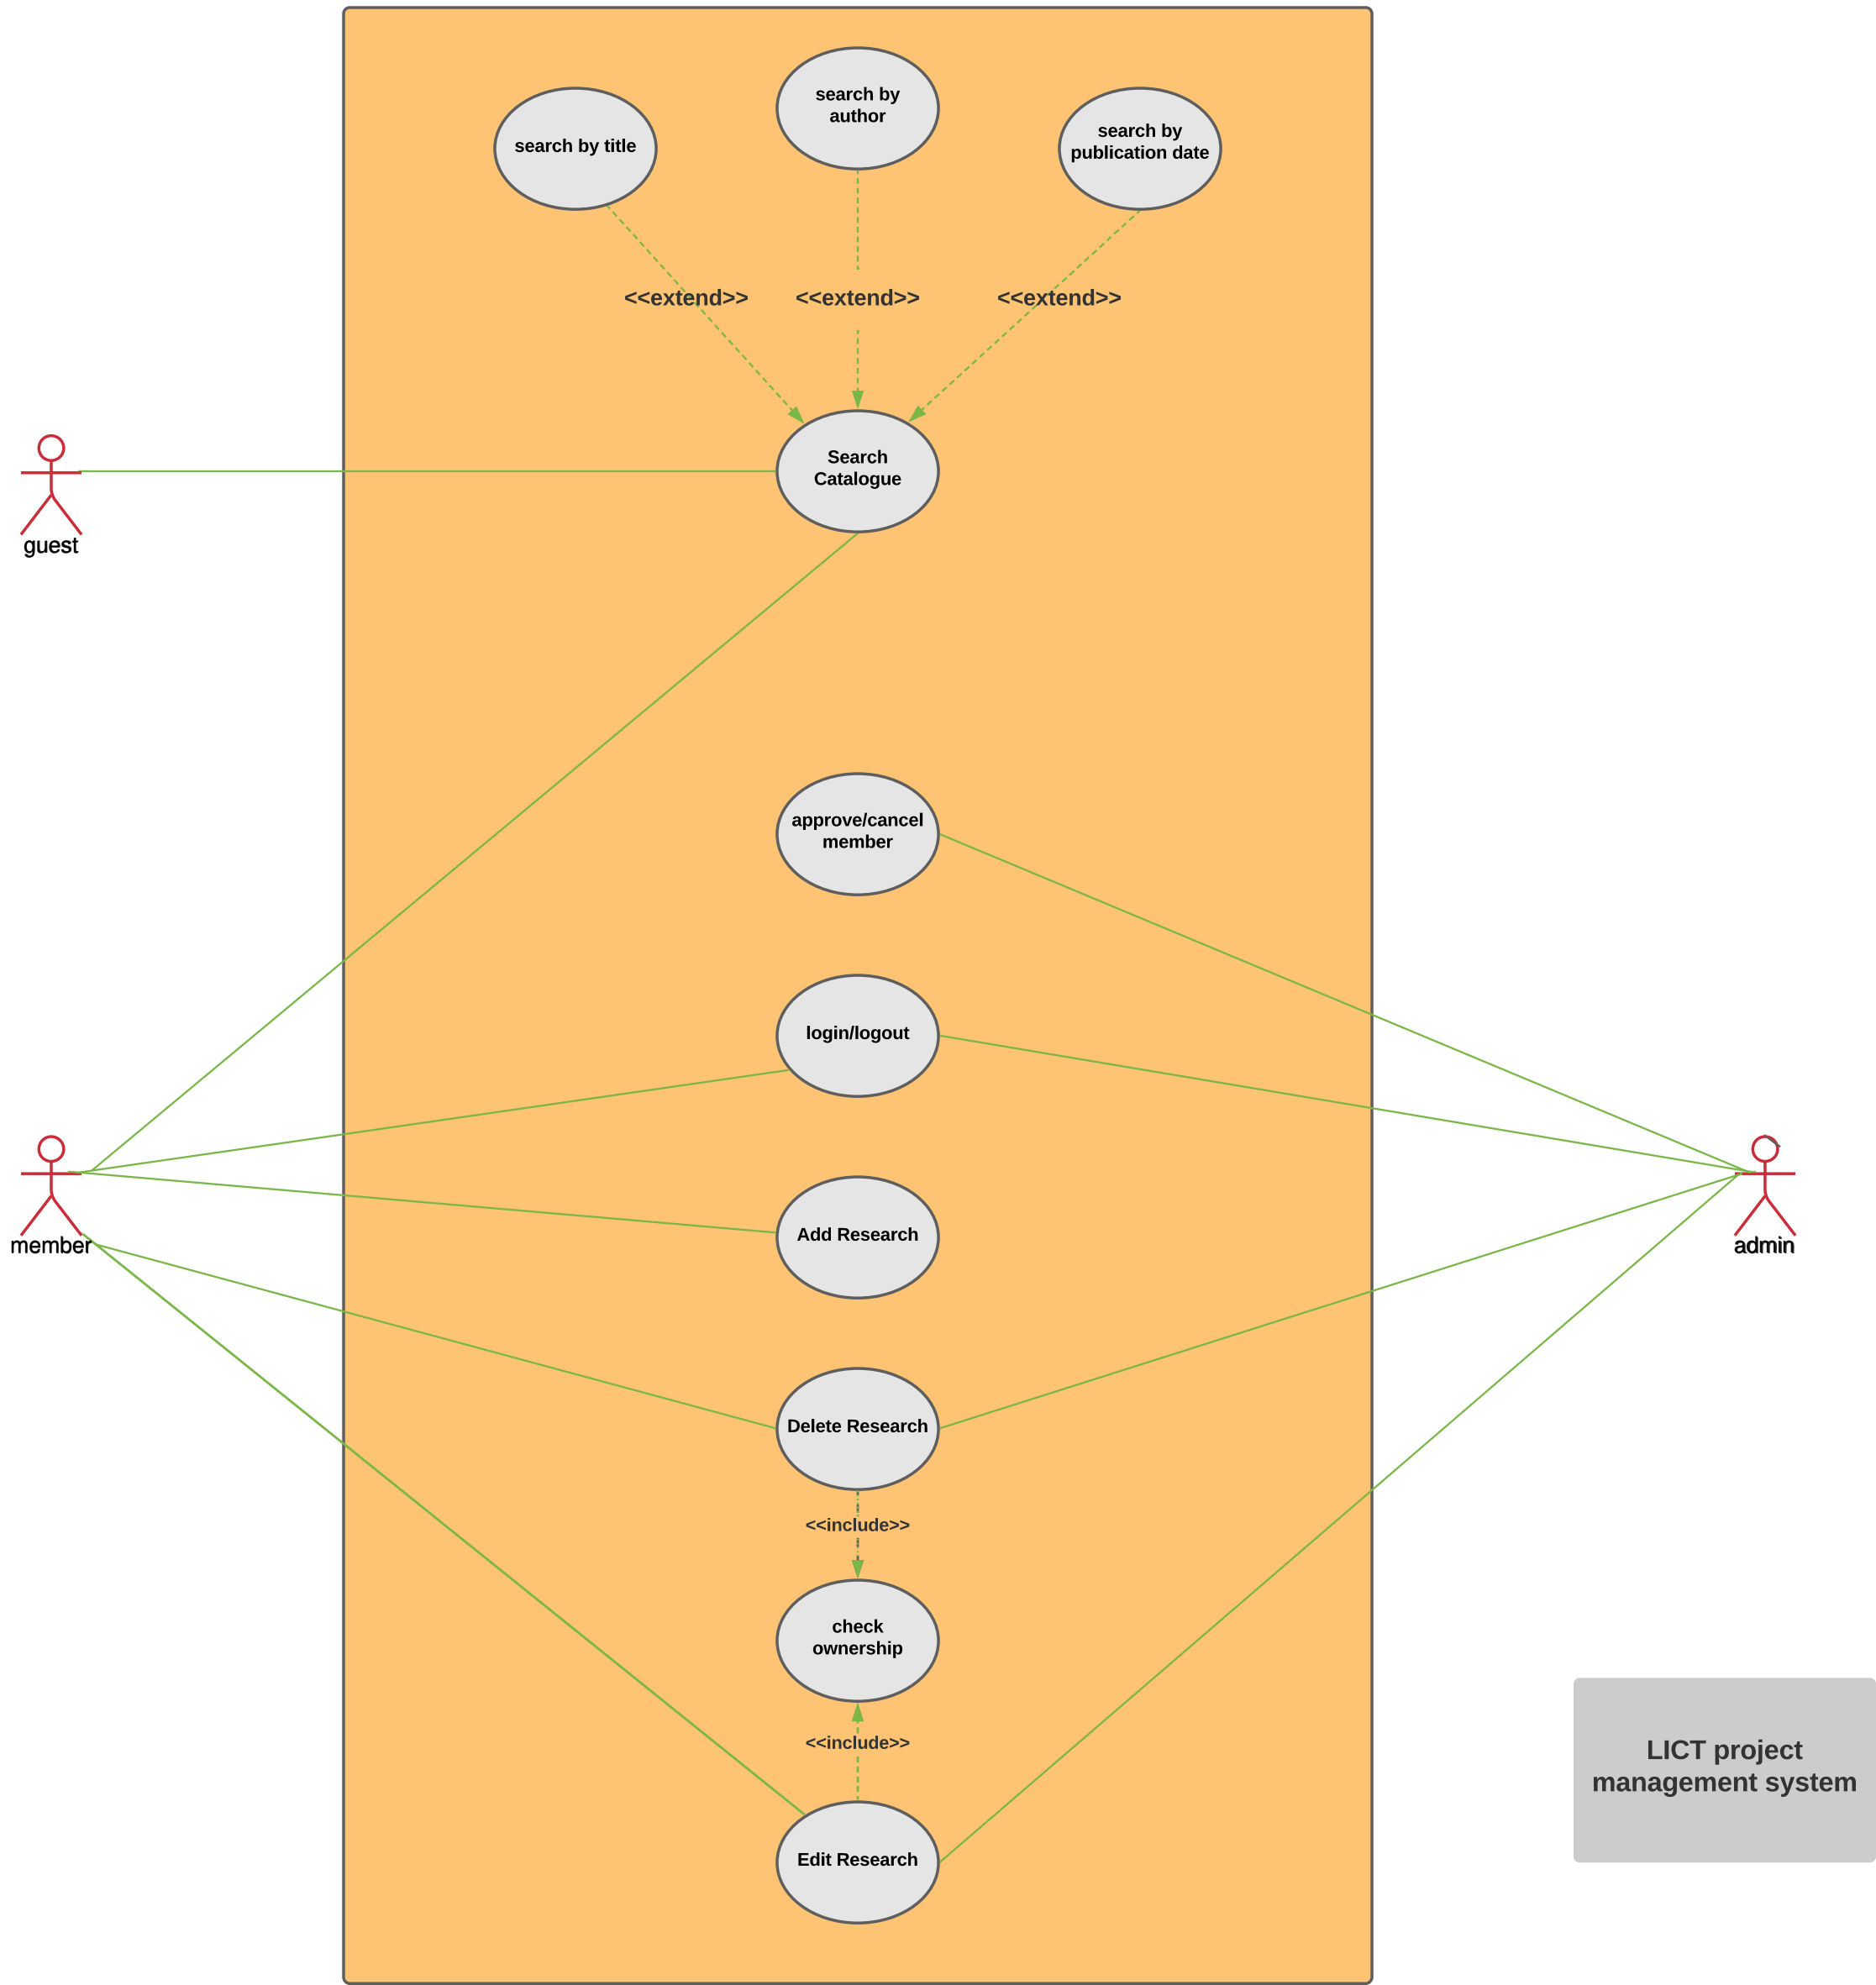 search by
author
search by title
search by
publication date
<<extend>>
<<extend>>
<<extend>>
Search
Catalogue
guest
approve/cancel
member
login/logout
Add Research
member
admin
Delete Research
<<include>>
check
ownership
<<include>>
LICT project
management system
Edit Research